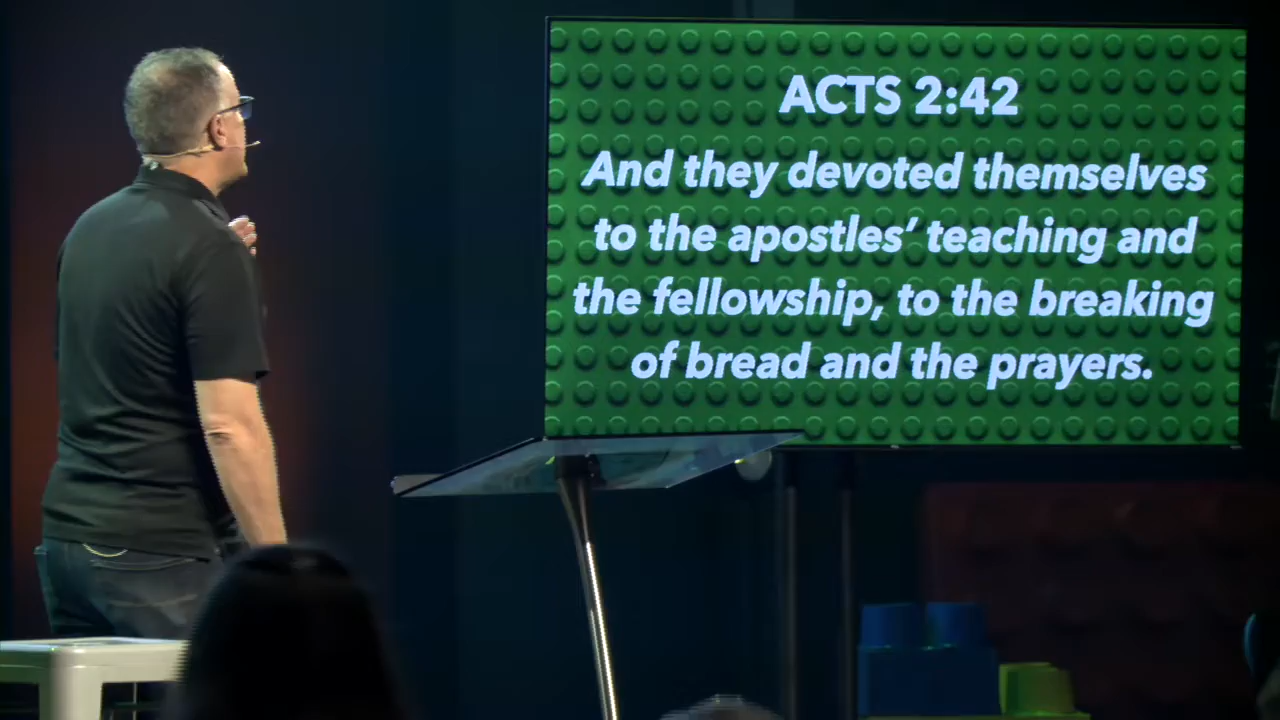 ACTS 2:42
And they devoted themselves
to the apostles’ teaching and
the fellowship, to the breaking
of bread and the prayers.